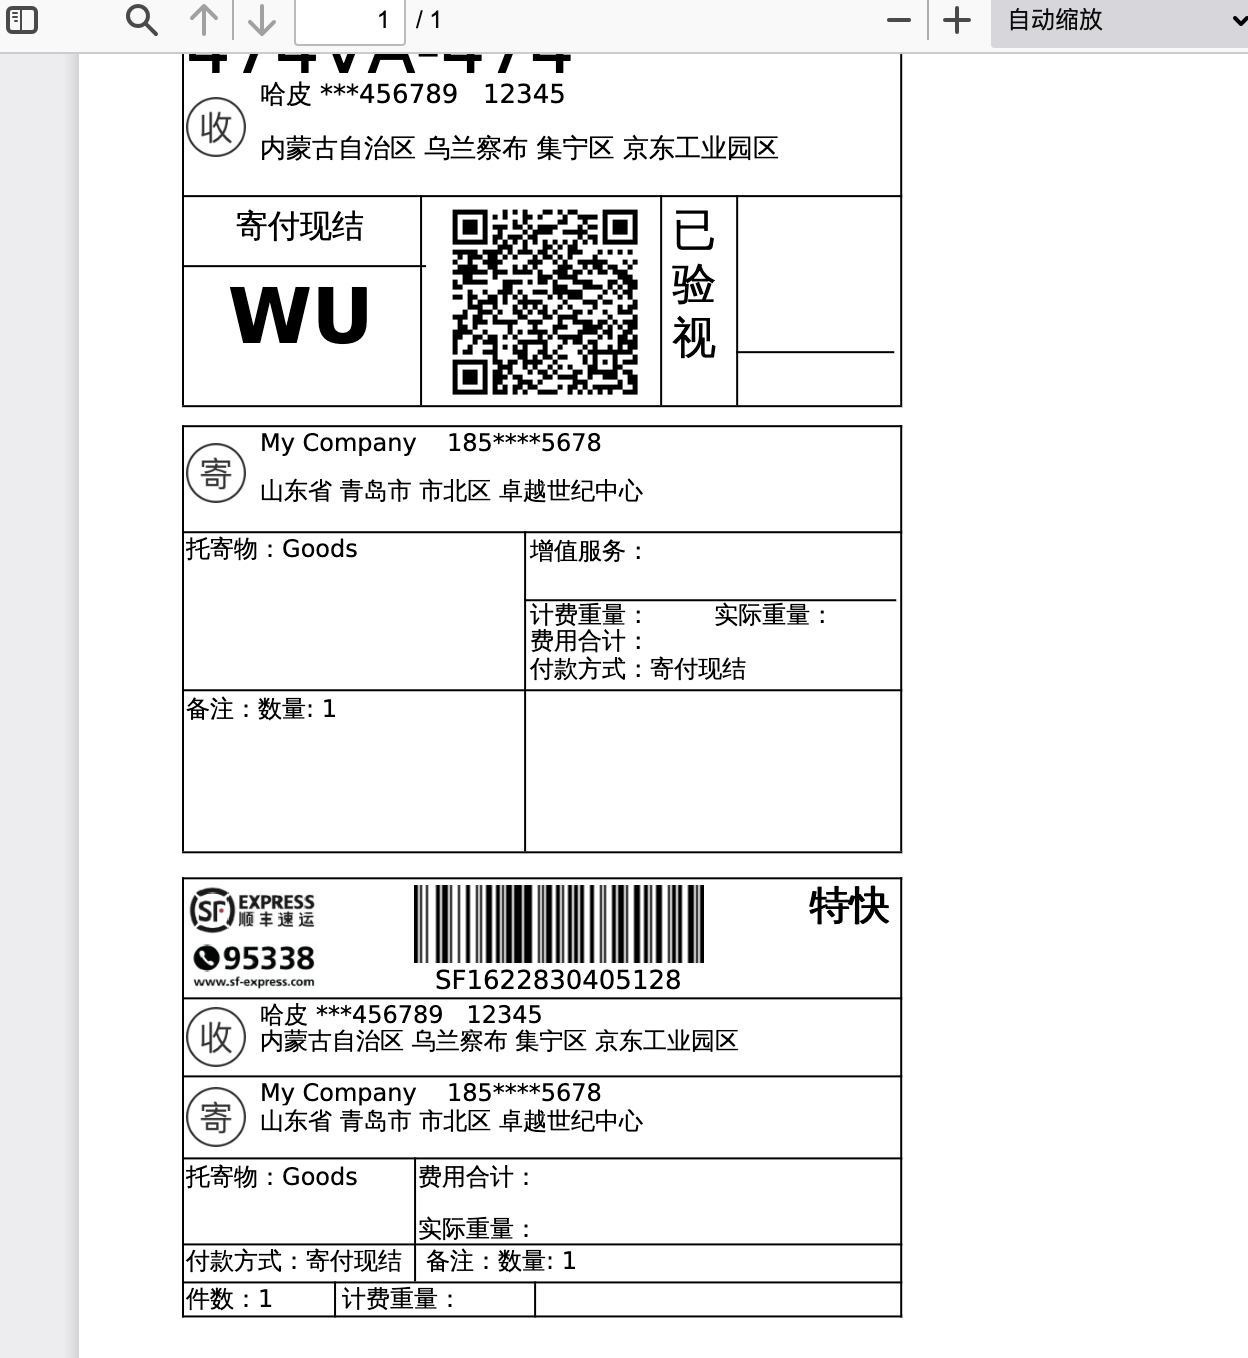 1 / 1 自动缩放
474VA-474
哈皮 ***456789 12345
收
内蒙古自治区 乌兰察布 集宁区 京东工业园区
寄付现结
WU
已
验
视
My Company 185****5678
寄
山东省 青岛市 市北区 卓越世纪中心
托寄物：Goods
增值服务：
计费重量： 实际重量：
费用合计：
付款方式：寄付现结
备注：数量: 1
SF EXPRESS
顺丰速运
95338
www.sf-express.com
SF1622830405128
特快
哈皮 ***456789 12345
收
内蒙古自治区 乌兰察布 集宁区 京东工业园区
My Company 185****5678
寄
山东省 青岛市 市北区 卓越世纪中心
托寄物：Goods
费用合计：
实际重量：
付款方式：寄付现结 备注：数量: 1
件数：1 计费重量：